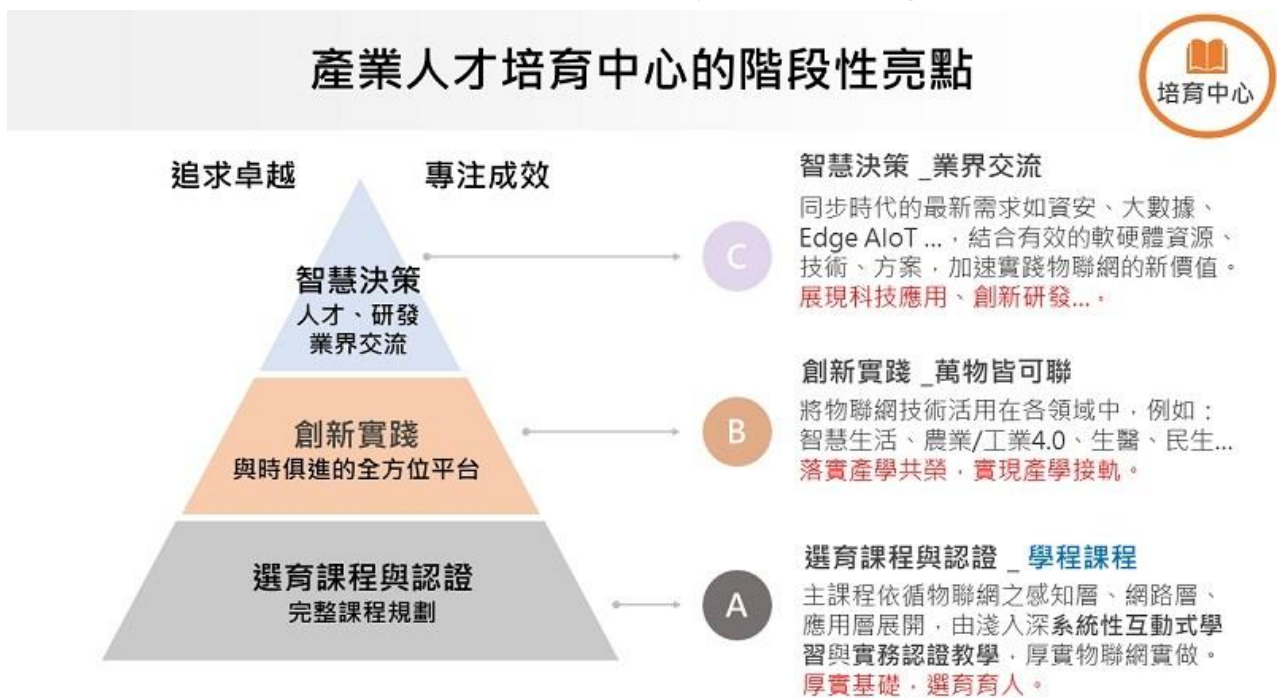 產業人才培育中心的階段性亮點
培育中心
追求卓越
專注成效
智慧決策
人才、研發
業界交流
創新實踐
與時俱進的全方位平台
選育課程與認證
完整課程規劃
C
智慧決策 _業界交流
同步時代的最新需求如資安、大數據、
Edge AIoT ...，結合有效的軟硬體資源、
技術、方案，加速實踐物聯網的新價值。
展現科技應用、創新研發...。
B
創新實踐 _萬物皆可聯
將物聯網技術活用在各領域中，例如：
智慧生活、農業/工業4.0、生醫、民生...
落實產學共榮，實現產學接軌。
A
選育課程與認證 _ 學程課程
主課程依循物聯網之感知層、網路層、
應用層展開，由淺入深系統性互動式學
習與實務認證教學，厚實物聯網實做。
厚實基礎，選育育人。